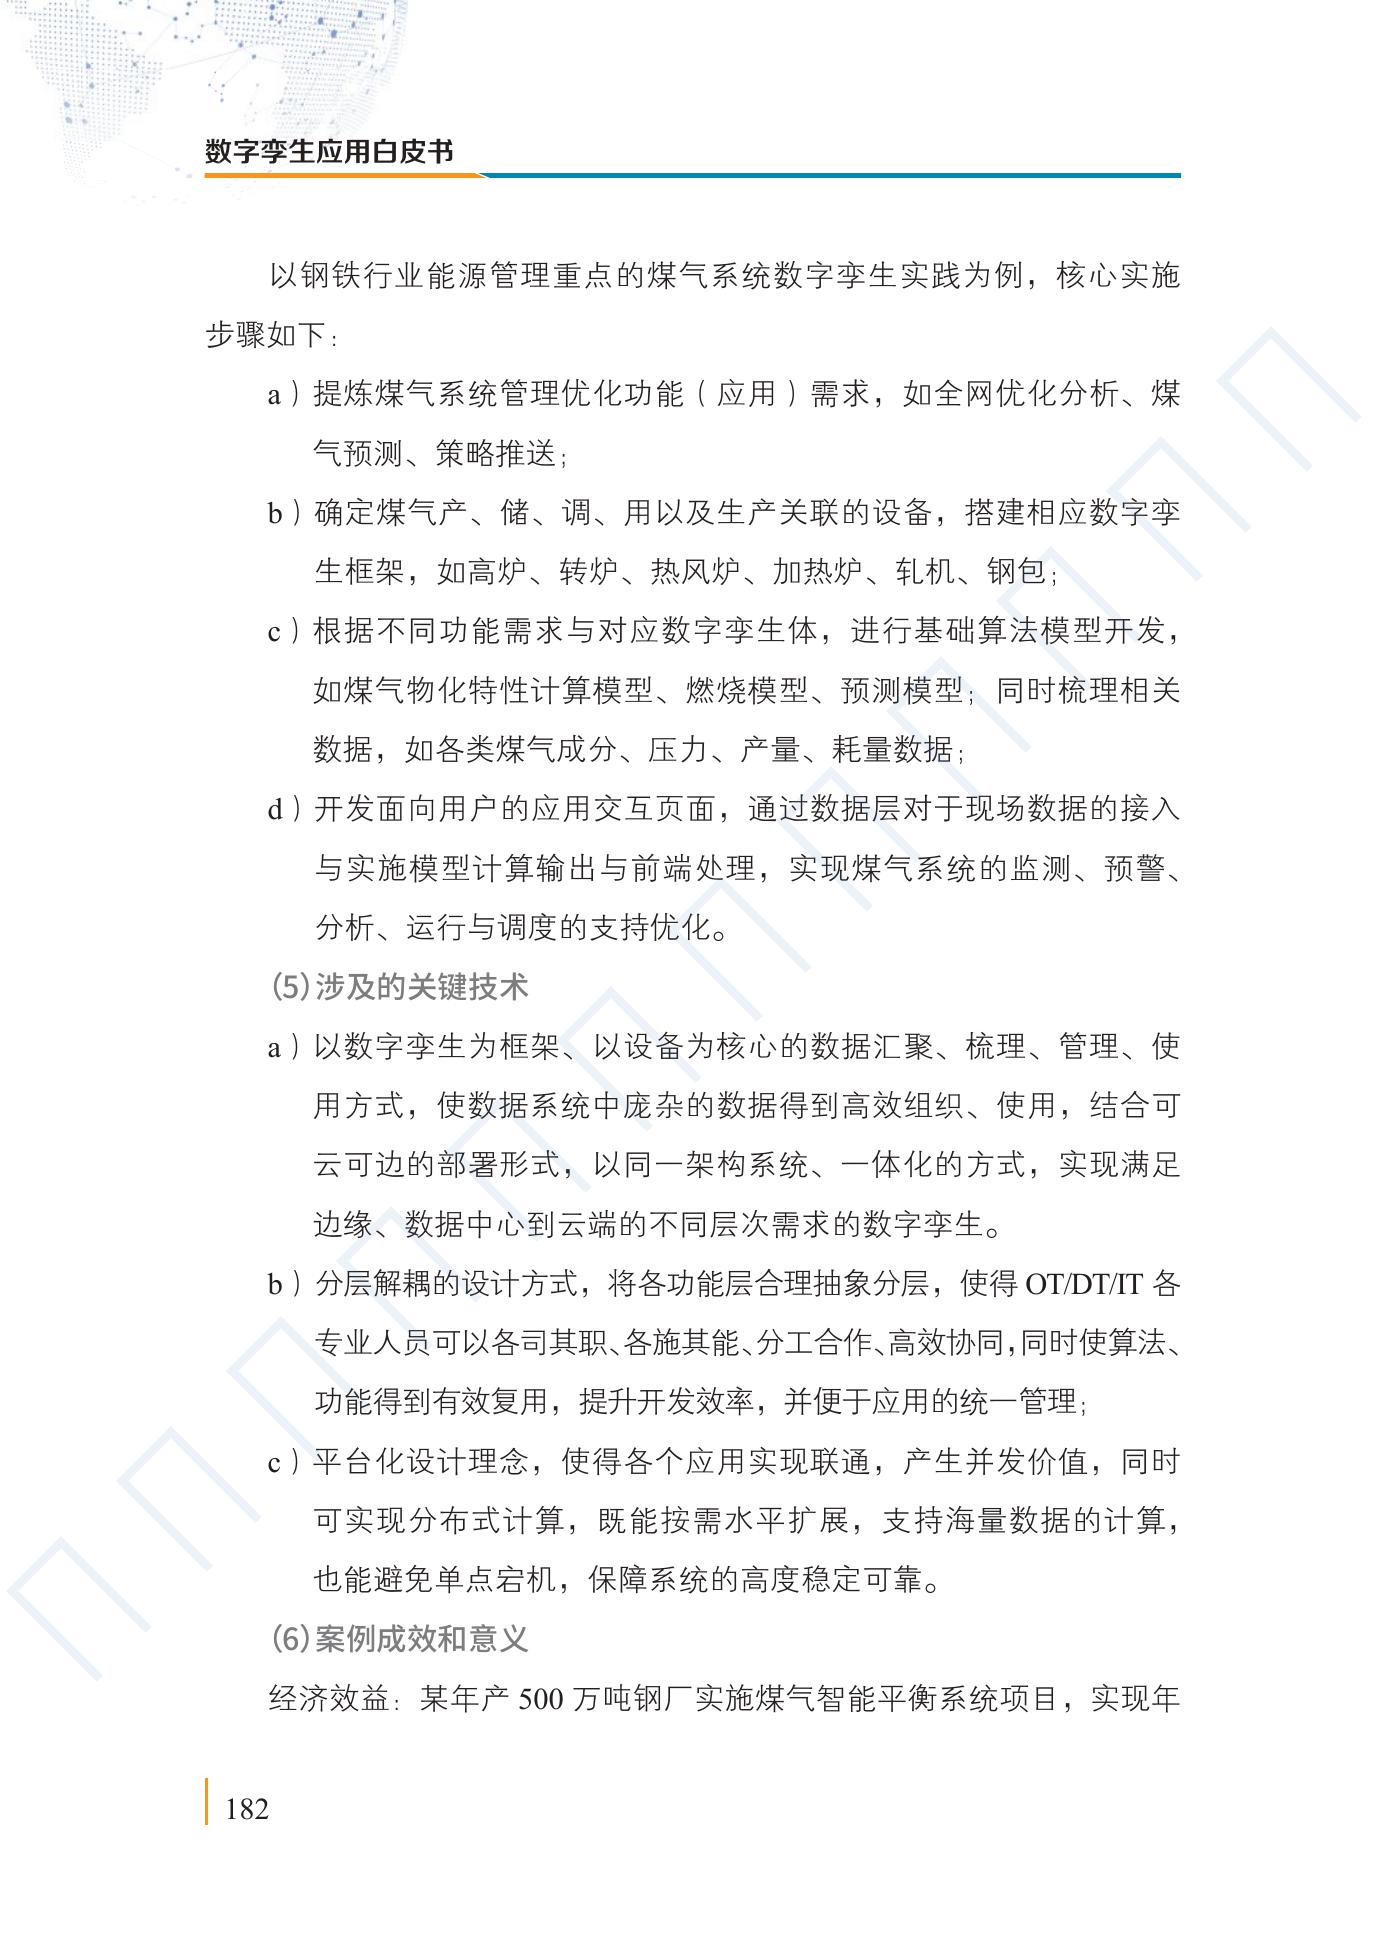 数字孪生应用白皮书
以钢铁行业能源管理重点的煤气系统数字孪生实践为例，核心实施
步骤如下：
a）提炼煤气系统管理优化功能（应用）需求，如全网优化分析、煤
气预测、策略推送；
b）确定煤气产、储、调、用以及生产关联的设备，搭建相应数字孪
生框架，如高炉、转炉、热风炉、加热炉、轧机、钢包；
c）根据不同功能需求与对应数字孪生体，进行基础算法模型开发，
如煤气物化特性计算模型、燃烧模型、预测模型；同时梳理相关
数据，如各类煤气成分、压力、产量、耗量数据；
d）开发面向用户的应用交互页面，通过数据层对于现场数据的接入
与实施模型计算输出与前端处理，实现煤气系统的监测、预警、
分析、运行与调度的支持优化。
（5）涉及的关键技术
a）以数字孪生为框架、以设备为核心的数据汇聚、梳理、管理、使
用方式，使数据系统中庞杂的数据得到高效组织、使用，结合可
云可边的部署形式，以同一架构系统、一体化的方式，实现满足
边缘、数据中心到云端的不同层次需求的数字孪生。
b）分层解耦的设计方式，将各功能层合理抽象分层，使得 OT/DT/IT 各
专业人员可以各司其职、各施其能、分工合作、高效协同，同时使算法、
功能得到有效复用，提升开发效率，并便于应用的统一管理；
c）平台化设计理念，使得各个应用实现联通，产生并发价值，同时
可实现分布式计算，既能按需水平扩展，支持海量数据的计算，
也能避免单点宕机，保障系统的高度稳定可靠。
（6）案例成效和意义
经济效益：某年产 500 万吨钢厂实施煤气智能平衡系统项目，实现年
182